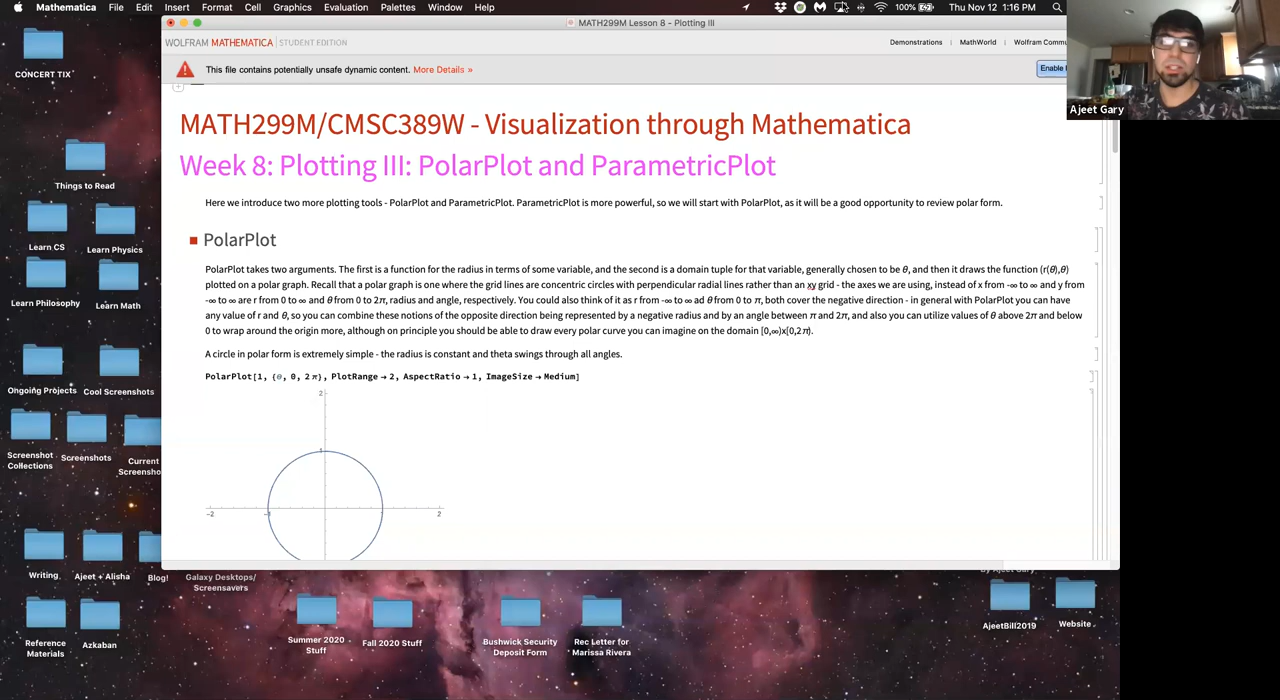 Mathematica File Edit Insert Format Cell Graphics Evaluation Palettes Window Help 100% Thu Nov 12 1:16 PM
MATH299M Lesson 8 - Plotting III
WOLFRAM MATHEMATICA | STUDENT EDITION Demonstrations | MathWorld | Wolfram Commu
This file contains potentially unsafe dynamic content. More Details » Enable
Ajeet Gary
MATH299M/CMSC389W - Visualization through Mathematica
Week 8: Plotting III: PolarPlot and ParametricPlot
Here we introduce two more plotting tools - PolarPlot and ParametricPlot. ParametricPlot is more powerful, so we will start with PolarPlot, as it will be a good opportunity to review polar form.
PolarPlot
PolarPlot takes two arguments. The first is a function for the radius in terms of some variable, and the second is a domain tuple for that variable, generally chosen to be θ, and then it draws the function (r(θ),θ)
plotted on a polar graph. Recall that a polar graph is one where the grid lines are concentric circles with perpendicular radial lines rather than an xy grid - the axes we are using, instead of x from -∞ to ∞ and y from
-∞ to ∞ are r from 0 to ∞ and θ from 0 to 2π, radius and angle, respectively. You could also think of it as r from -∞ to ∞ ad θ from 0 to π, both cover the negative direction - in general with PolarPlot you can have
any value of r and θ, so you can combine these notions of the opposite direction being represented by a negative radius and by an angle between π and 2π, and also you can utilize values of θ above 2π and below
0 to wrap around the origin more, although on principle you should be able to draw every polar curve you can imagine on the domain [0,∞)x[0,2π).
A circle in polar form is extremely simple - the radius is constant and theta swings through all angles.
PolarPlot[1, {θ, 0, 2π}, PlotRange → 2, AspectRatio → 1, ImageSize → Medium]
2
1
-2 -1 2
CONCERT TIX
Things to Read
Learn CS Learn Physics
Learn Philosophy Learn Math
Ongoing Projects Cool Screenshots
Screenshot Collections
Screenshots
Current Screensho
Writing Ajeet + Alisha Blog! Galaxy Desktops/
Screensavers
by Ajeet Gary
Reference Materials
Azkaban
Summer 2020 Stuff
Fall 2020 Stuff
Bushwick Security Deposit Form
Rec Letter for Marissa Rivera
AjeetBill2019 Website